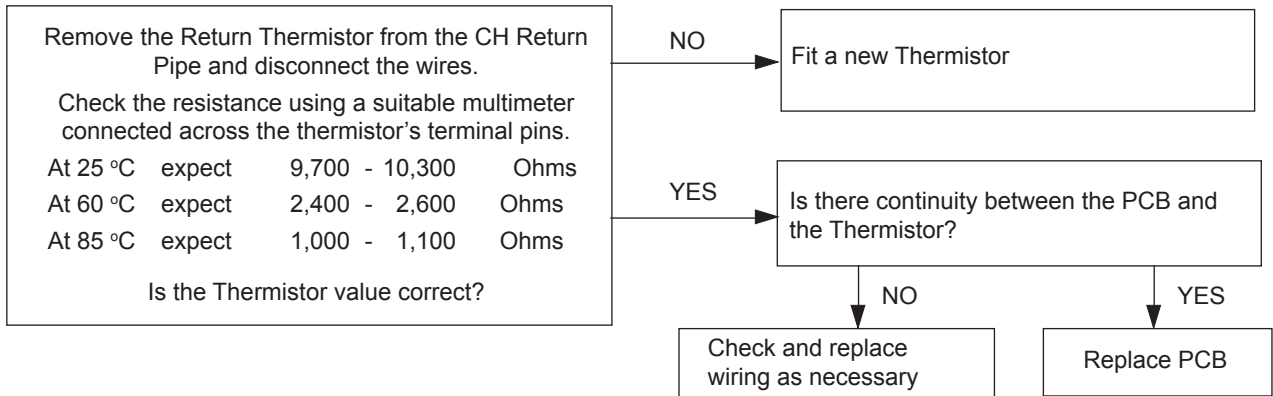 Remove the Return Thermistor from the CH Return
Pipe and disconnect the wires.
Check the resistance using a suitable multimeter
connected across the thermistor's terminal pins.
At 25 °C expect 9,700 - 10,300 Ohms
At 60 °C expect 2,400 - 2,600 Ohms
At 85 °C expect 1,000 - 1,100 Ohms
Is the Thermistor value correct?
NO
Fit a new Thermistor
YES
Is there continuity between the PCB and
the Thermistor?
NO
YES
Check and replace
wiring as necessary
Replace PCB